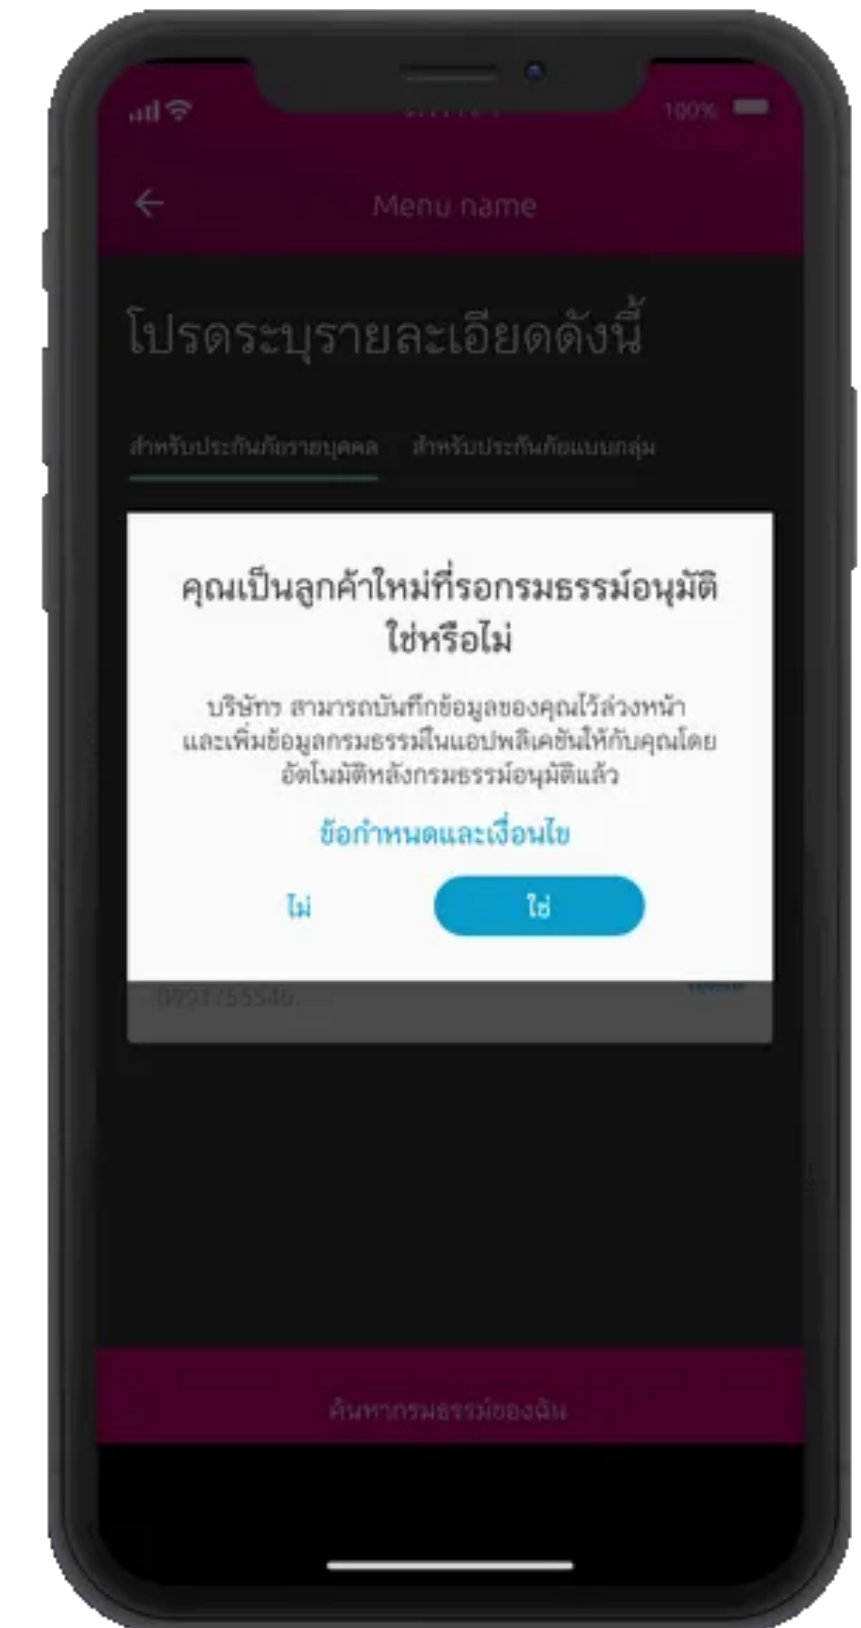 100%
Menu name
โปรดระบุรายละเอียดดังนี้
สำหรับประกันภัยรายบุคคล สำหรับประกันภัยแบบกลุ่ม
คุณเป็นลูกค้าใหม่ที่รอกรมธรรม์อนุมัติ
ใช่หรือไม่
บริษัทฯ สามารถบันทึกข้อมูลของคุณไว้ล่วงหน้า
และเพิ่มข้อมูลกรมธรรม์ในแอปพลิเคชันให้กับคุณโดย
อัตโนมัติหลังกรมธรรม์อนุมัติแล้ว
ข้อกำหนดและเงื่อนไข
ไม่ ใช่
ค้นหากรมธรรม์ของฉัน